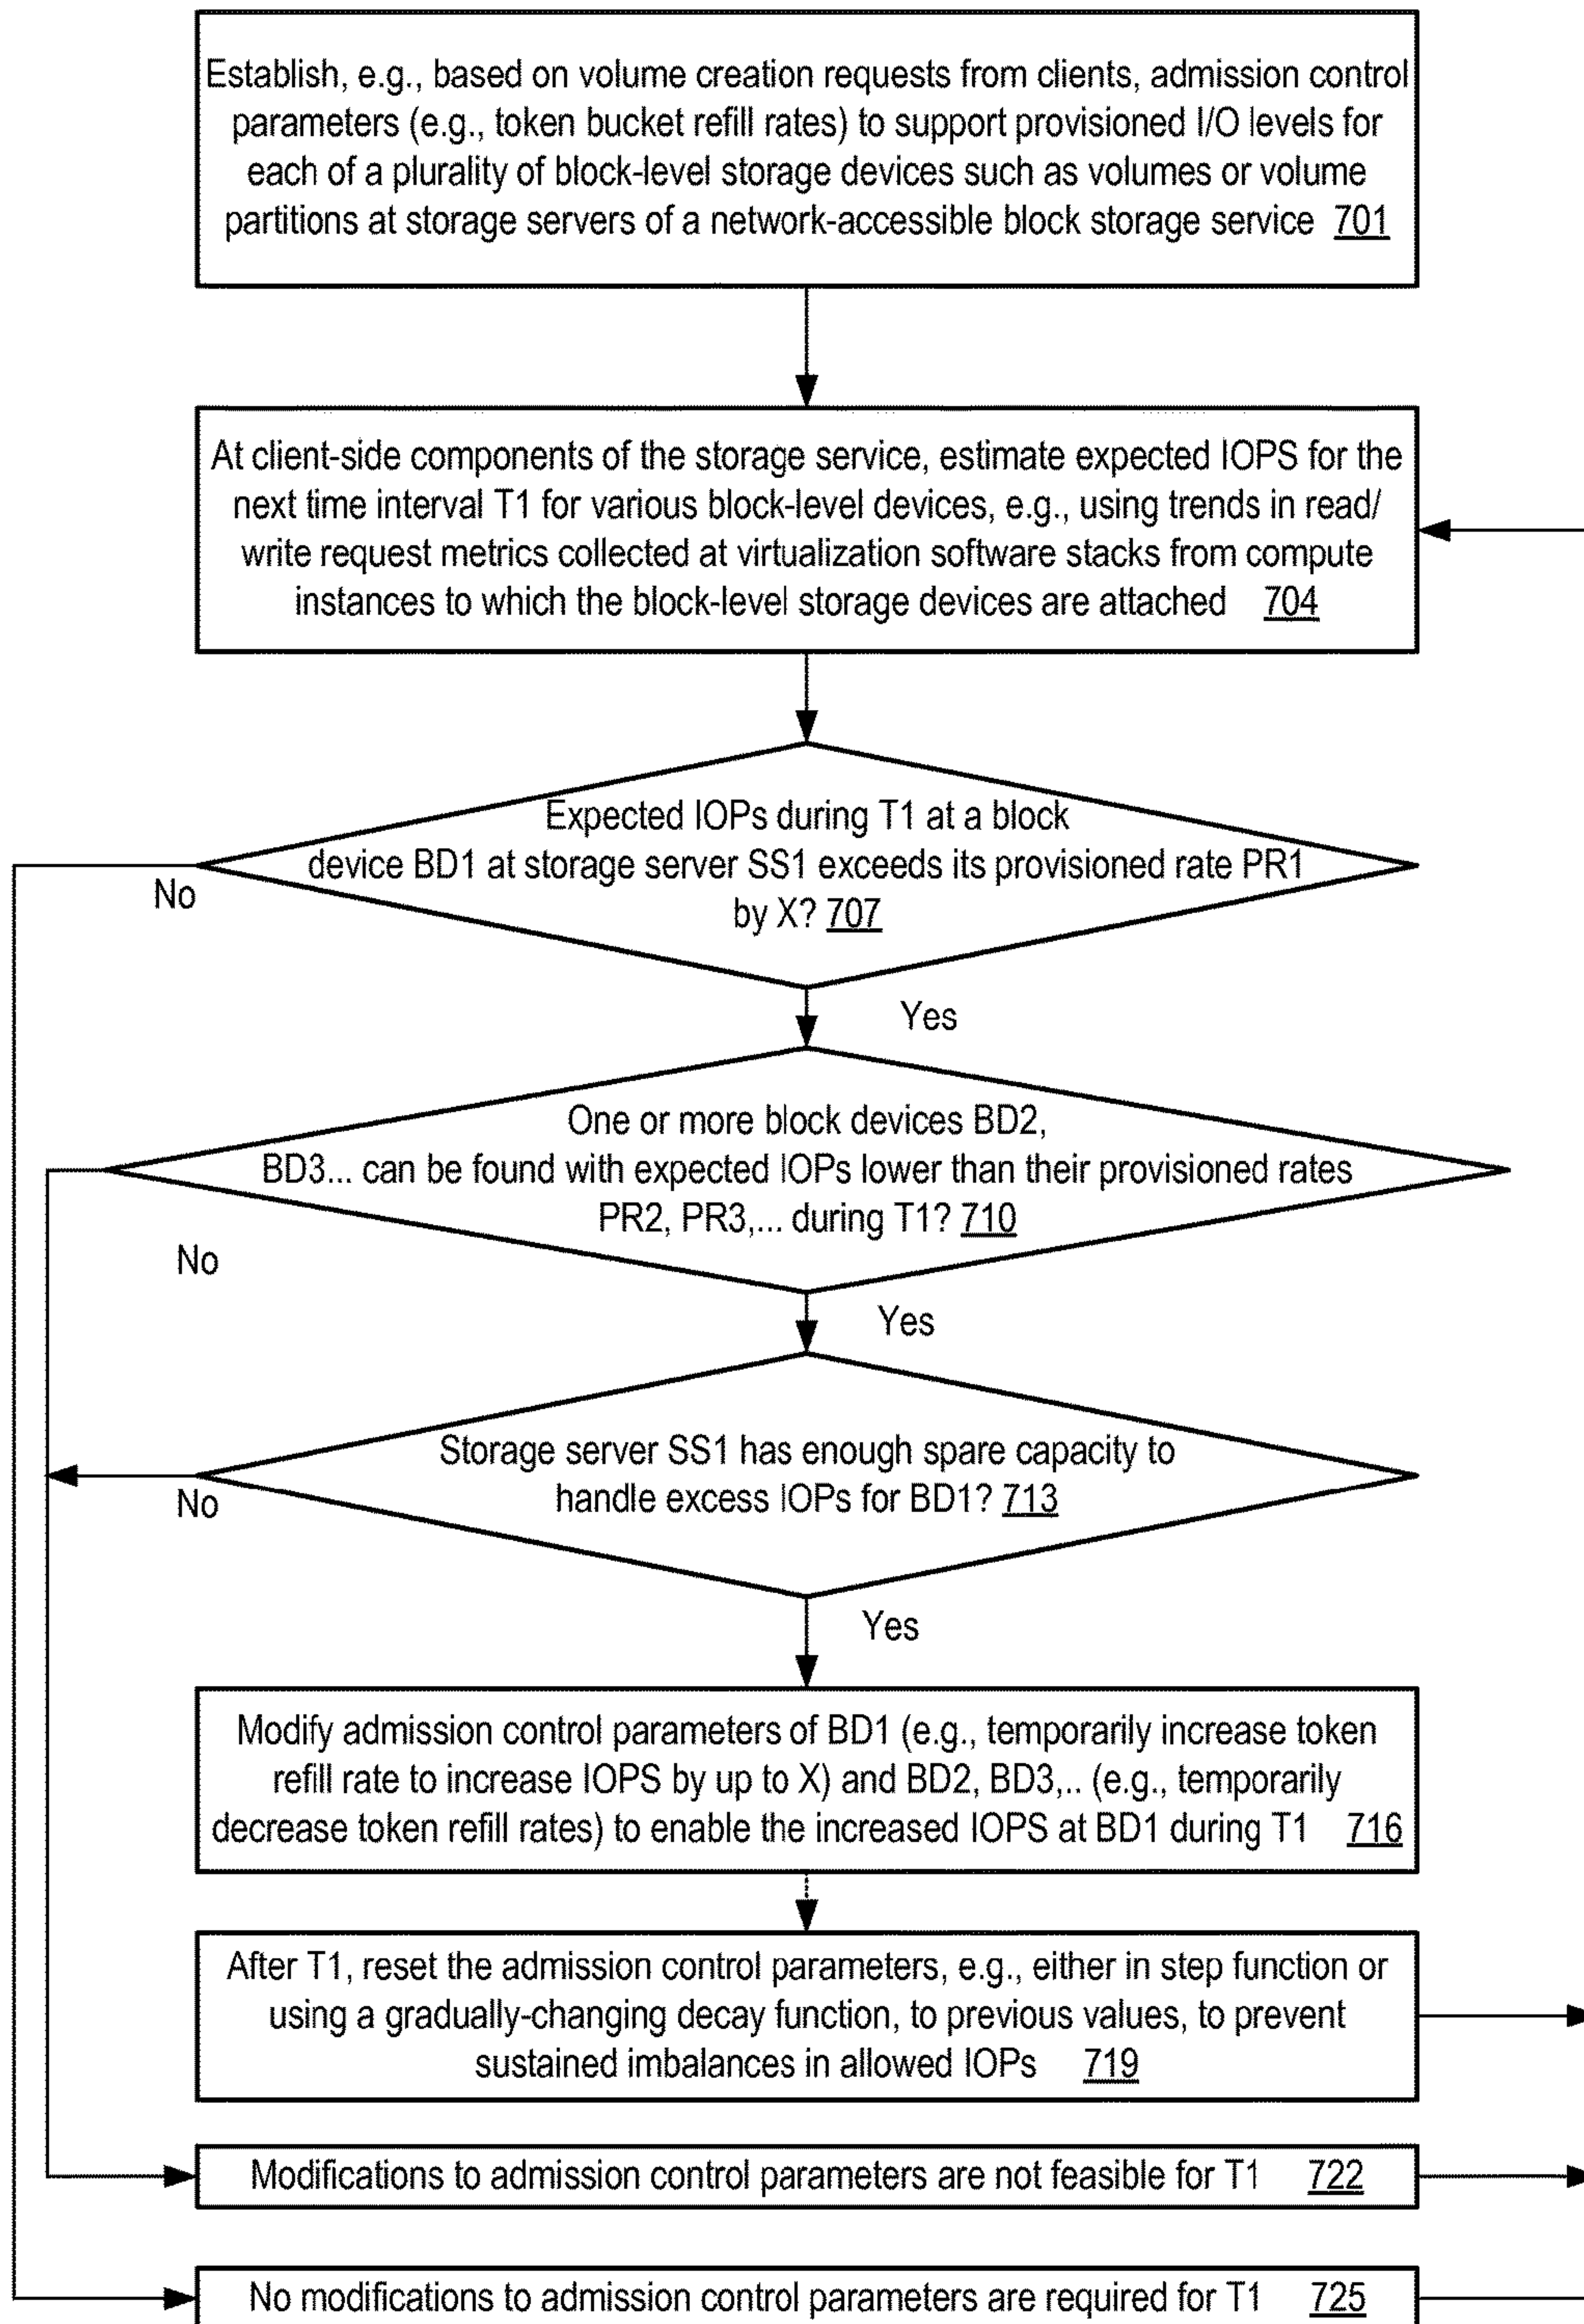 Establish, e.g., based on volume creation requests from clients, admission control
parameters (e.g., token bucket refill rates) to support provisioned I/O levels for
each of a plurality of block-level storage devices such as volumes or volume
partitions at storage servers of a network-accessible block storage service 701
At client-side components of the storage service, estimate expected IOPS for the
next time interval T1 for various block-level devices, e.g., using trends in read/
write request metrics collected at virtualization software stacks from compute
instances to which the block-level storage devices are attached 704
Expected IOPs during T1 at a block
device BD1 at storage server SS1 exceeds its provisioned rate PR1
by X? 707
No
Yes
One or more block devices BD2,
BD3... can be found with expected IOPs lower than their provisioned rates
PR2, PR3,... during T1? 710
No
Yes
Storage server SS1 has enough spare capacity to
handle excess IOPs for BD1? 713
No
Yes
Modify admission control parameters of BD1 (e.g., temporarily increase token
refill rate to increase IOPS by up to X) and BD2, BD3,.. (e.g., temporarily
decrease token refill rates) to enable the increased IOPS at BD1 during T1 716
After T1, reset the admission control parameters, e.g., either in step function or
using a gradually-changing decay function, to previous values, to prevent
sustained imbalances in allowed IOPs 719
Modifications to admission control parameters are not feasible for T1 722
No modifications to admission control parameters are required for T1 725